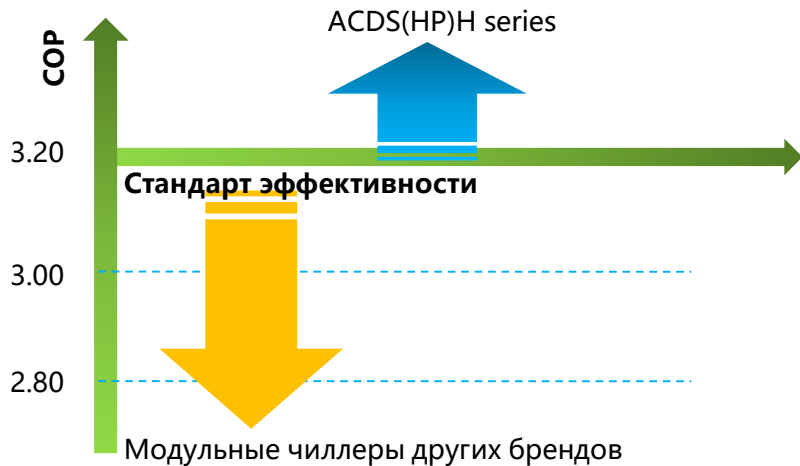 ACDS(HP)H series
COP
3.20
Стандарт эффективности
3.00
2.80
Модульные чиллеры других брендов